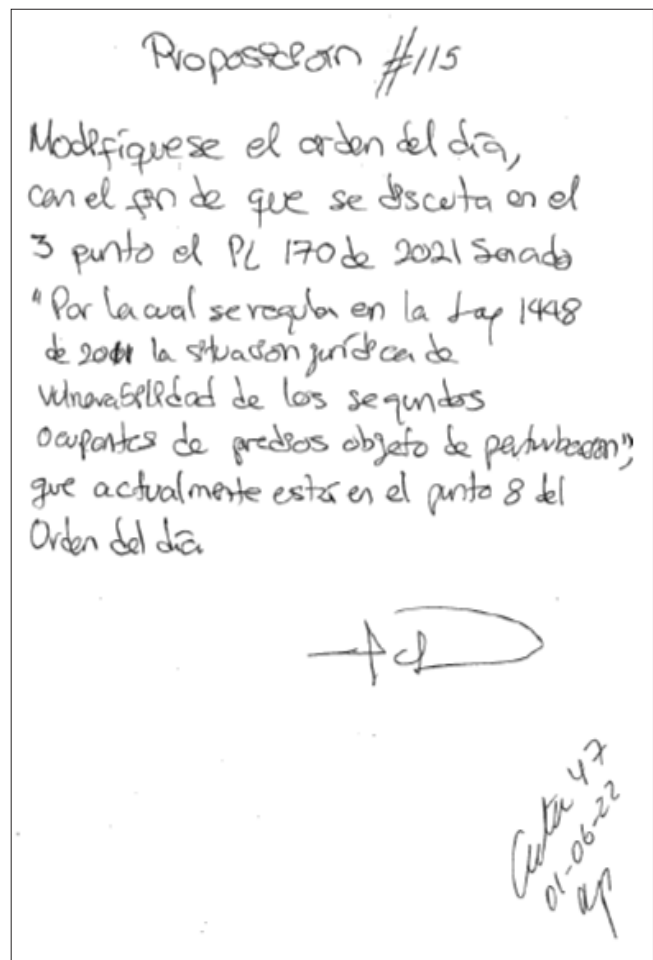 Proposición #115
Modifíquese el orden del día,
con el fin de que se discuta en el
3 punto el PL 170 de 2021 Senado
"Por la cual se regula en la Ley 1448
de 2011 la situación jurídica de
vulnerabilidad de los segundos
ocupantes de predios objeto de perturbacion",
que actualmente está en el punto 8 del
Orden del día
Acta 47
01-06-22